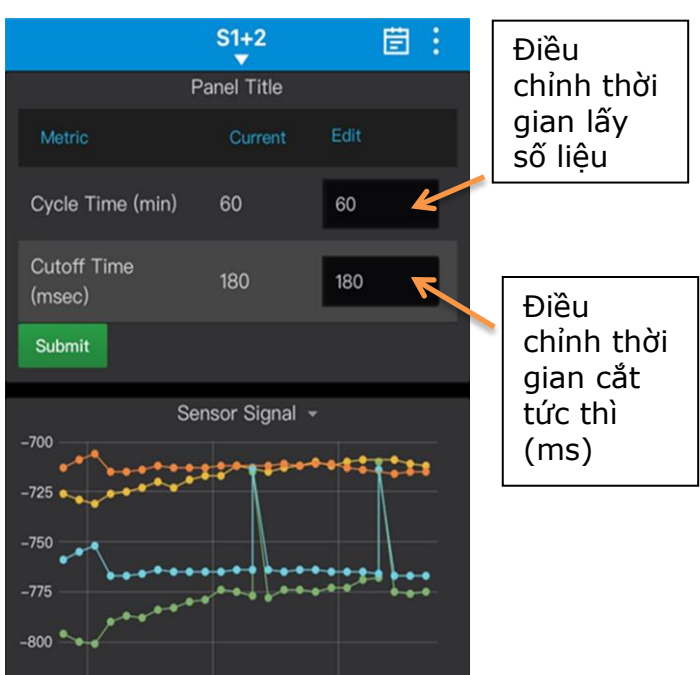 S1+2
Panel Title
Metric Current Edit
Cycle Time (min) 60 60
Cutoff Time
(msec) 180 180
Submit
Sensor Signal
-700
-725
-750
-775
-800
Điều
chỉnh thời
gian lấy
số liệu
Điều
chỉnh thời
gian cắt
tức thì
(ms)